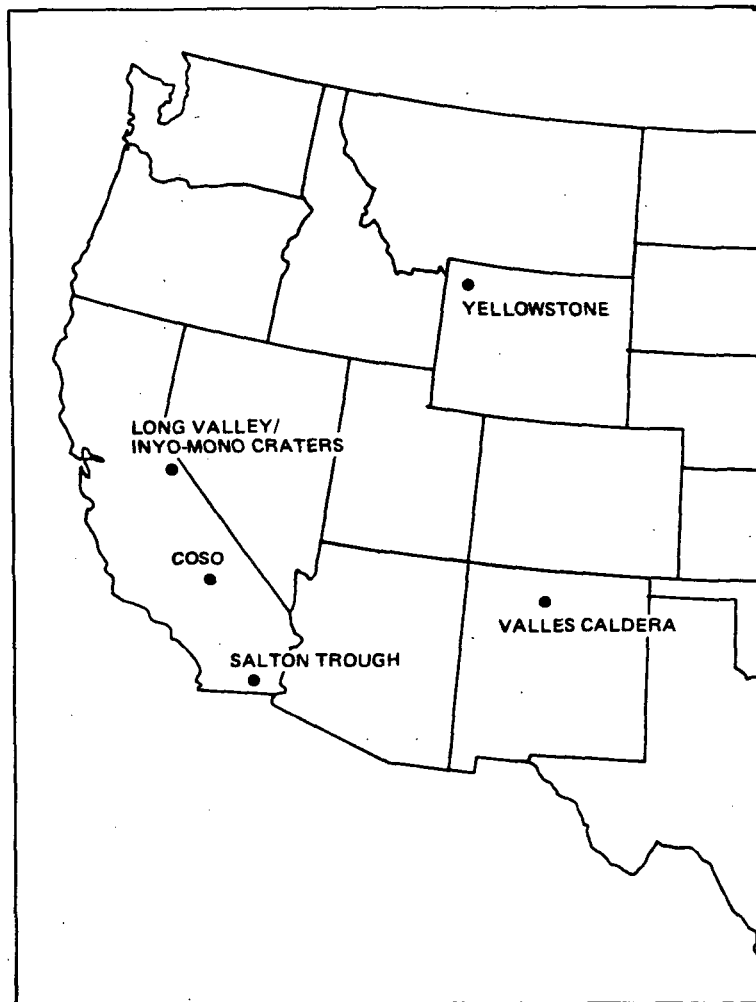 YELLOWSTONE
LONG VALLEY/
INYO-MONO CRATERS
COSO
VALLES CALDERA
SALTON TROUGH